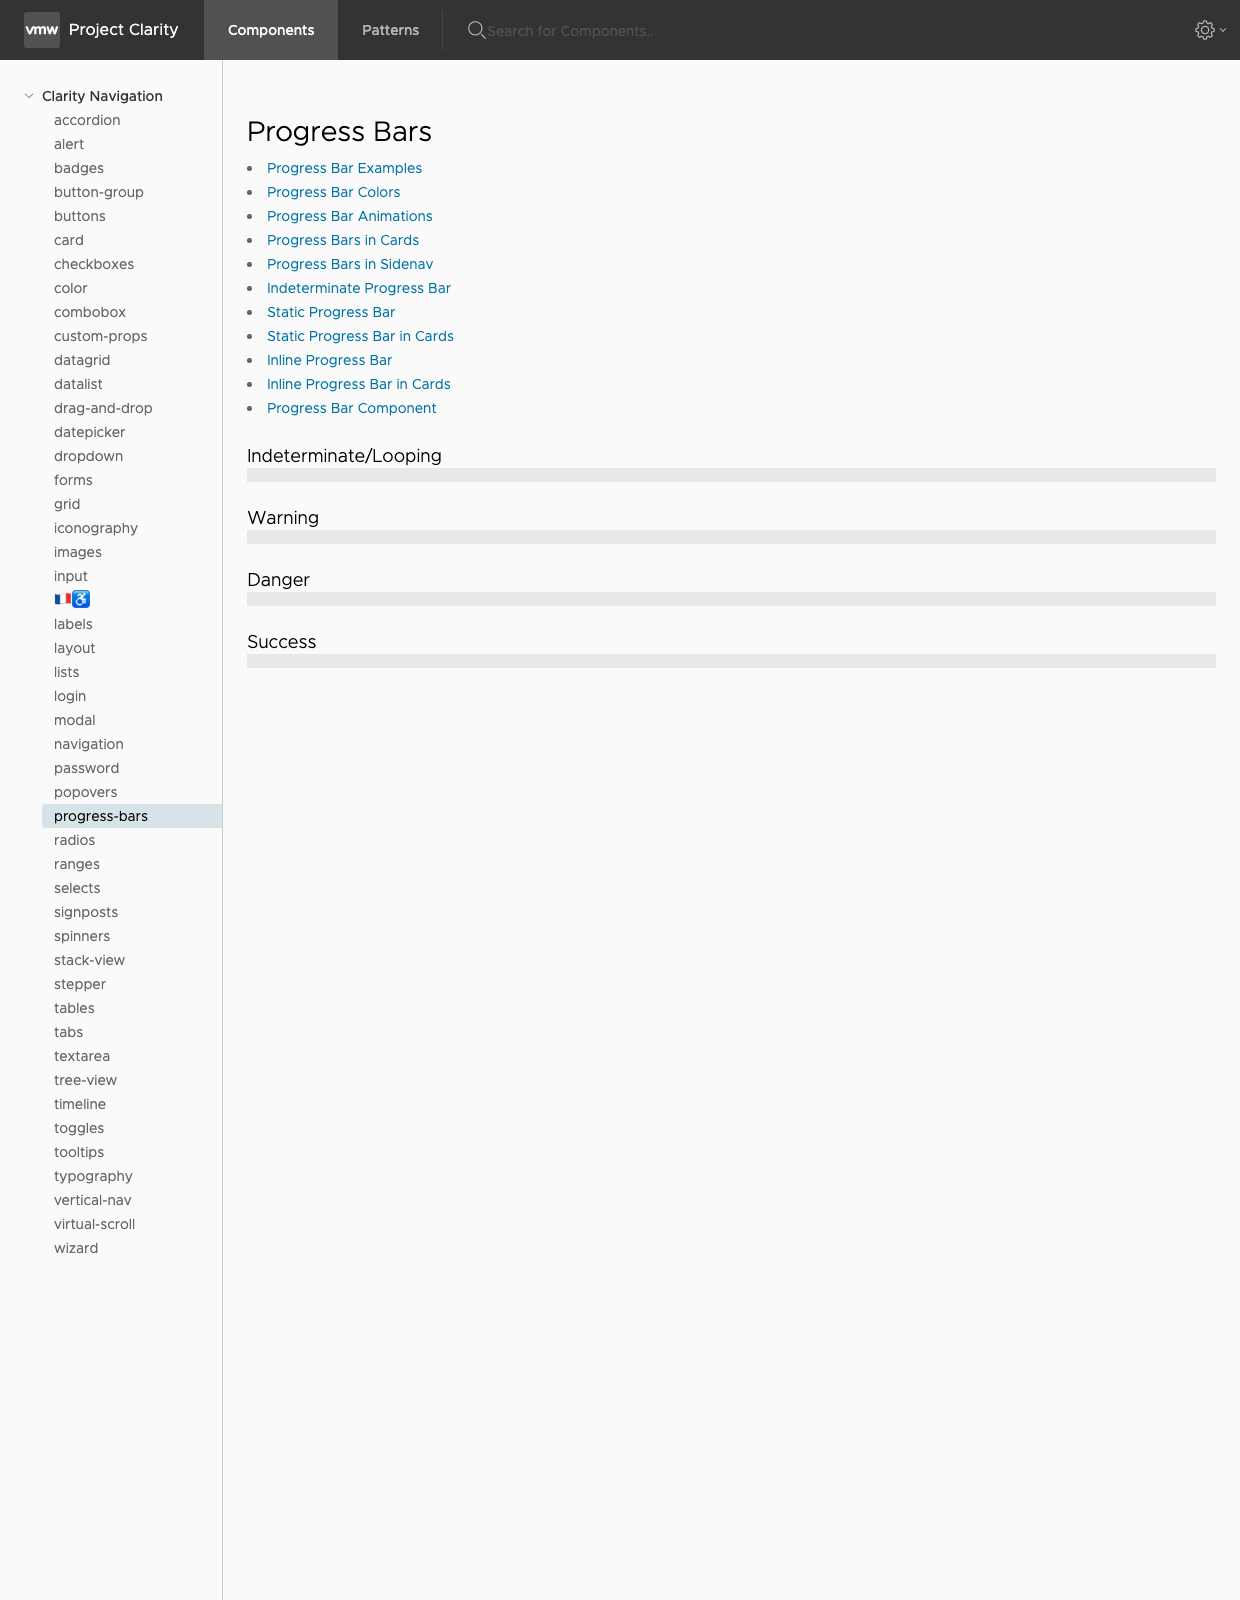 vmw Project Clarity Components Patterns Search for Components..
Clarity Navigation
accordion
alert
badges
button-group
buttons
card
checkboxes
color
combobox
custom-props
datagrid
datalist
drag-and-drop
datepicker
dropdown
forms
grid
iconography
images
input
🇫🇷♿
labels
layout
lists
login
modal
navigation
password
popovers
progress-bars
radios
ranges
selects
signposts
spinners
stack-view
stepper
tables
tabs
textarea
tree-view
timeline
toggles
tooltips
typography
vertical-nav
virtual-scroll
wizard
Progress Bars
Progress Bar Examples
Progress Bar Colors
Progress Bar Animations
Progress Bars in Cards
Progress Bars in Sidenav
Indeterminate Progress Bar
Static Progress Bar
Static Progress Bar in Cards
Inline Progress Bar
Inline Progress Bar in Cards
Progress Bar Component
Indeterminate/Looping
Warning
Danger
Success